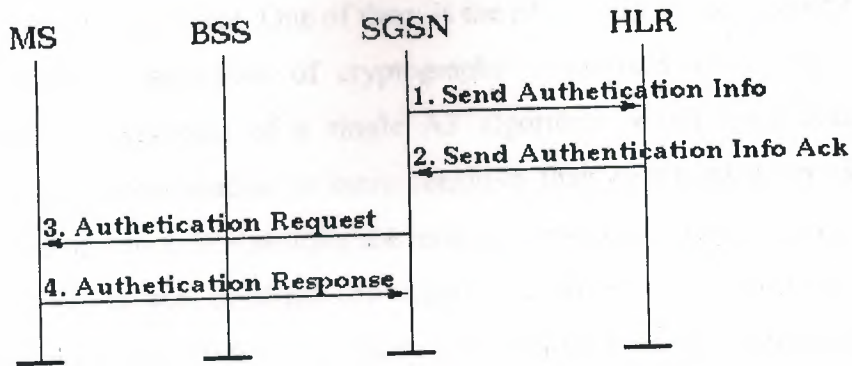 MS BSS SGSN HLR
1. Send Authetication Info
2. Send Authentication Info Ack
3. Authetication Request
4. Authetication Response